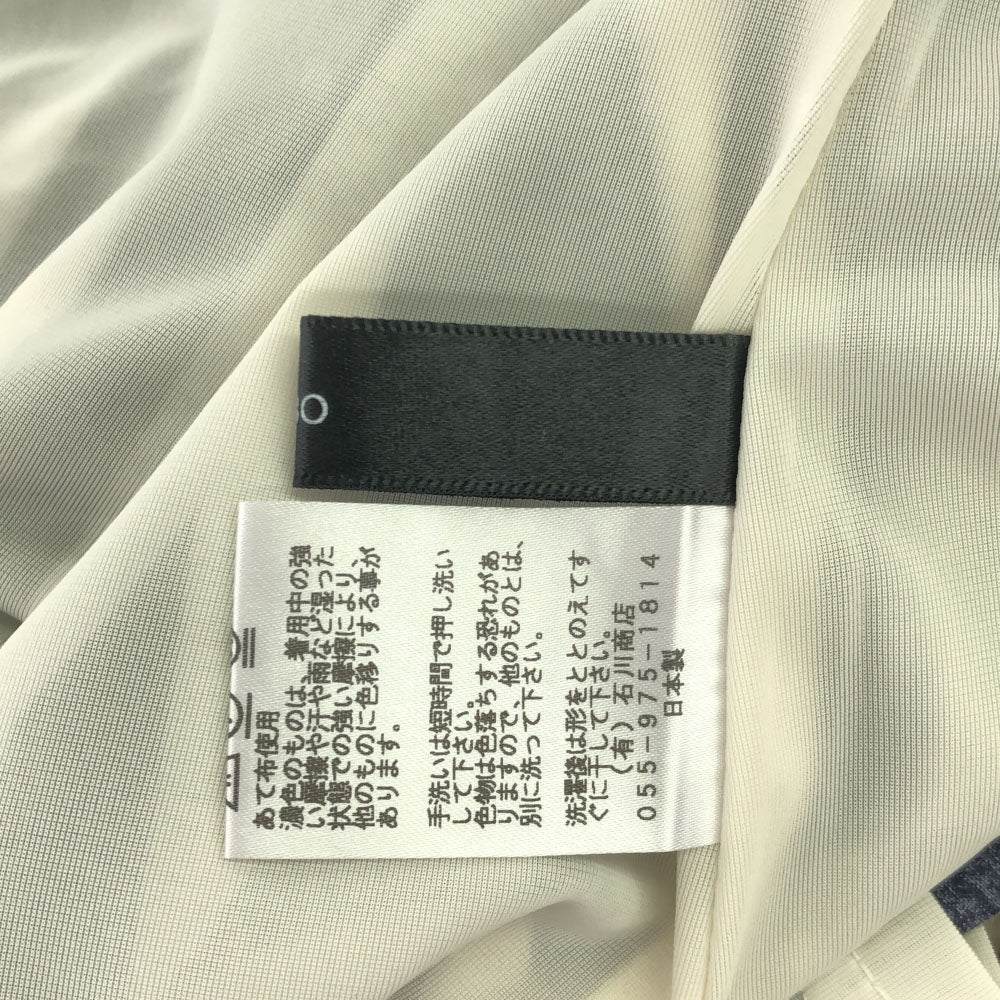 O
あて布使用
濃色のものは、着用中の強
い摩擦や汗や雨など湿った
状態での強い摩擦により、
他のものに色移りする事が
あります。
手洗いは短時間で押し洗い
して下さい。
色物は色落ちする恐れがあ
りますので、他のものとは、
別に洗って下さい。
洗濯後は形をととのえてす
ぐに干して下さい。
(有)石川商店
055-975-1814
日本製